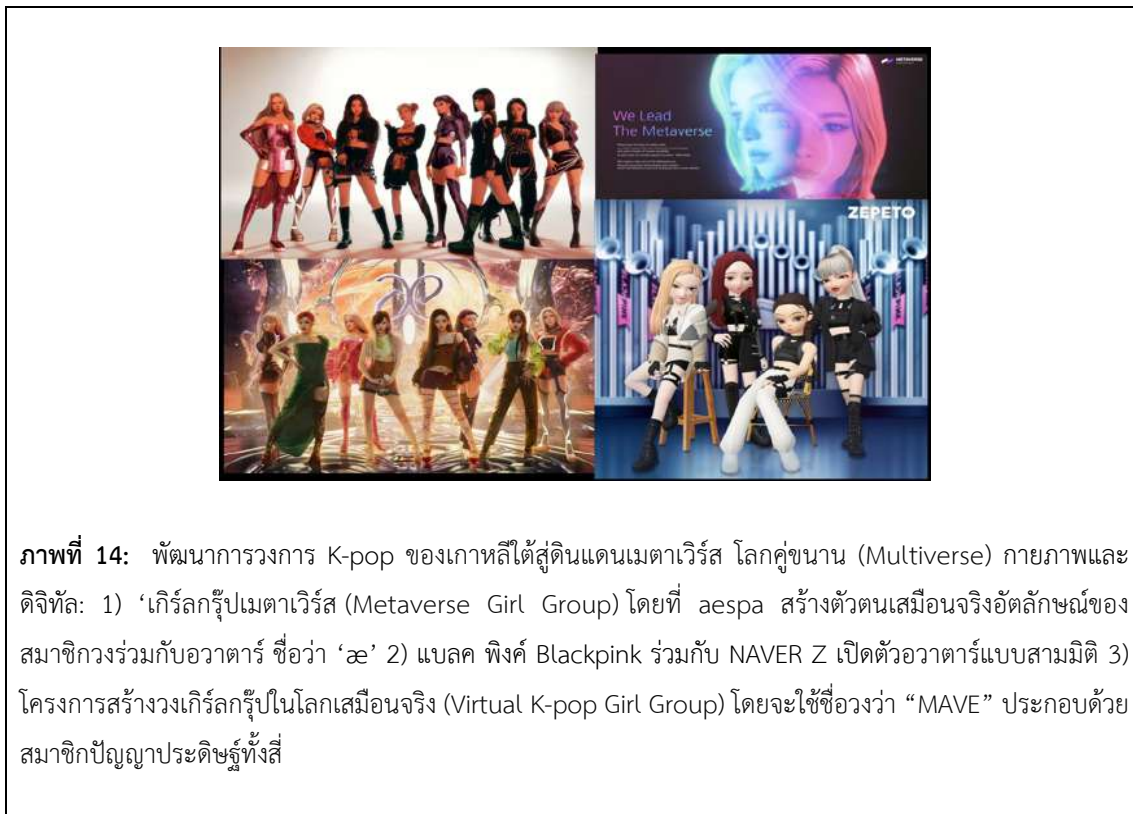 METAVERSE
We Lead
The Metaverse
ZEPETO
æ
ภาพที่ 14: พัฒนาการวงการ K-pop ของเกาหลีใต้สู่ดินแดนเมตาเวิร์ส โลกคู่ขนาน (Multiverse) กายภาพและ
ดิจิทัล: 1) ‘เกิร์ลกรุ๊ปเมตาเวิร์ส (Metaverse Girl Group) โดยที่ aespa สร้างตัวตนเสมือนจริงอัตลักษณ์ของ
สมาชิกวงร่วมกับอวาตาร์ ชื่อว่า ‘æ’ 2) แบลค พิงค์ Blackpink ร่วมกับ NAVER Z เปิดตัวอวาตาร์แบบสามมิติ 3)
โครงการสร้างวงเกิร์ลกรุ๊ปในโลกเสมือนจริง (Virtual K-pop Girl Group) โดยจะใช้ชื่อวงว่า “MAVE” ประกอบด้วย
สมาชิกปัญญาประดิษฐ์ทั้งสี่